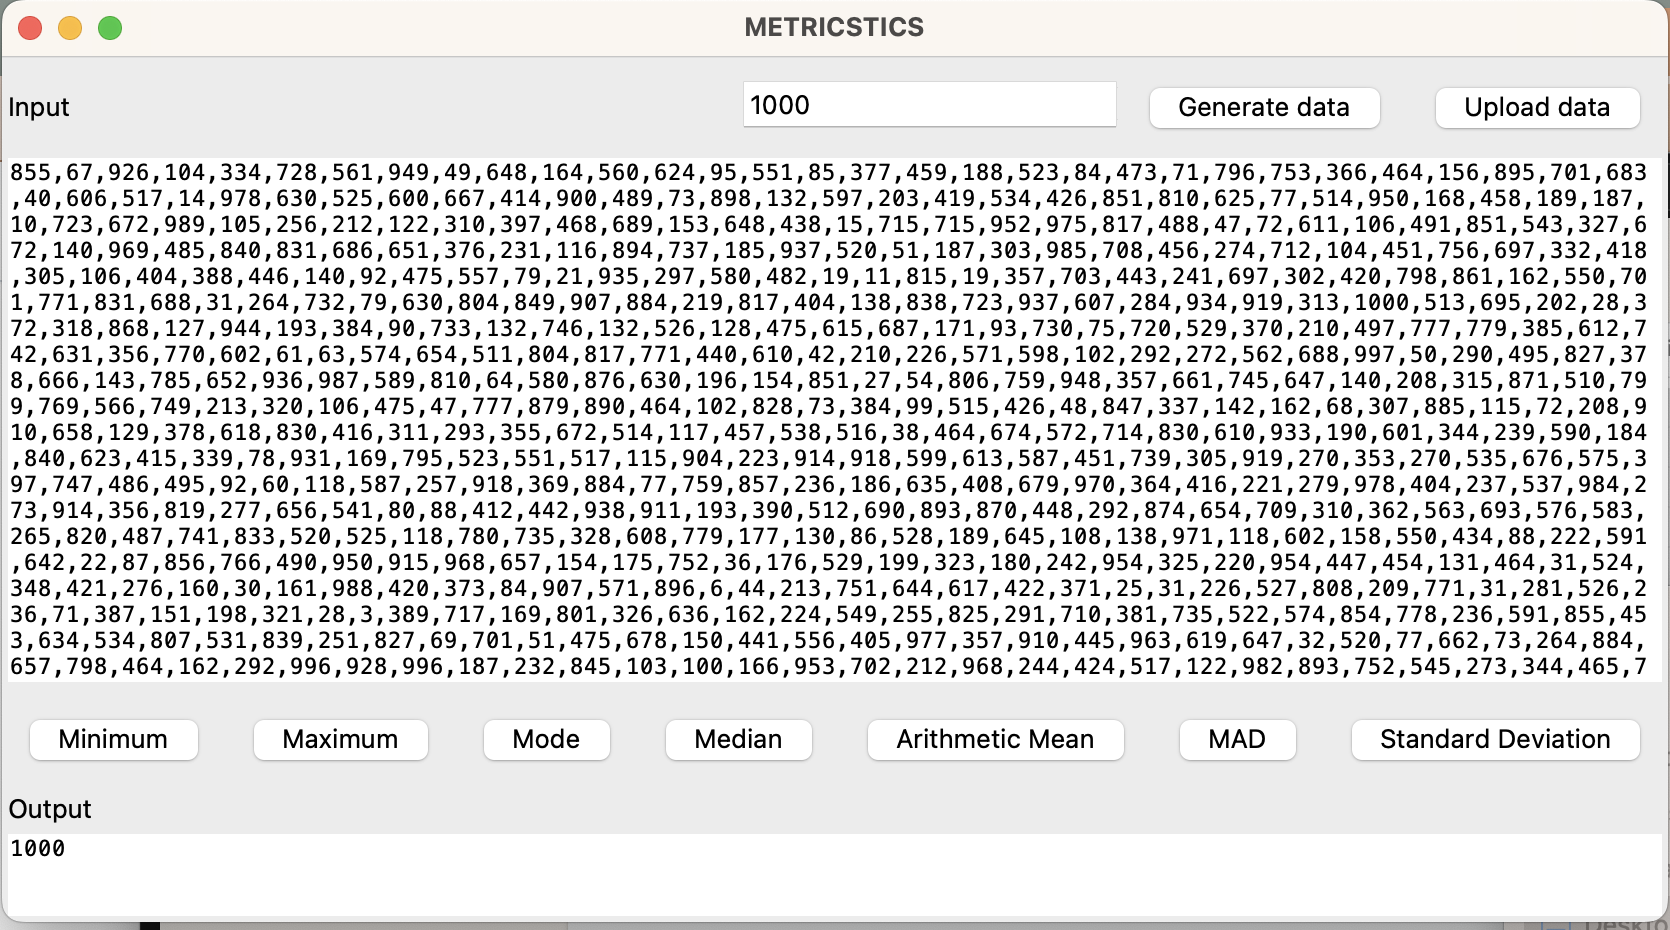 METRICSTICS
Input
1000
Generate data
Upload data
855,67,926,104,334,728,561,949,49,648,164,560,624,95,551,85,377,459,188,523,84,473,71,796,753,366,464,156,895,701,683
,40,606,517,14,978,630,525,600,667,414,900,489,73,898,132,597,203,419,534,426,851,810,625,77,514,950,168,458,189,187,
10,723,672,989,105,256,212,122,310,397,468,689,153,648,438,15,715,715,952,975,817,488,47,72,611,106,491,851,543,327,6
72,140,969,485,840,831,686,651,376,231,116,894,737,185,937,520,51,187,303,985,708,456,274,712,104,451,756,697,332,418
,305,106,404,388,446,140,92,475,557,79,21,935,297,580,482,19,11,815,19,357,703,443,241,697,302,420,798,861,162,550,70
1,771,831,688,31,264,732,79,630,804,849,907,884,219,817,404,138,838,723,937,607,284,934,919,313,1000,513,695,202,28,3
72,318,868,127,944,193,384,90,733,132,746,132,526,128,475,615,687,171,93,730,75,720,529,370,210,497,777,779,385,612,7
42,631,356,770,602,61,63,574,654,511,804,817,771,440,610,42,210,226,571,598,102,292,272,562,688,997,50,290,495,827,37
8,666,143,785,652,936,987,589,810,64,580,876,630,196,154,851,27,54,806,759,948,357,661,745,647,140,208,315,871,510,79
9,769,566,749,213,320,106,475,47,777,879,890,464,102,828,73,384,99,515,426,48,847,337,142,162,68,307,885,115,72,208,9
10,658,129,378,618,830,416,311,293,355,672,514,117,457,538,516,38,464,674,572,714,830,610,933,190,601,344,239,590,184
,840,623,415,339,78,931,169,795,523,551,517,115,904,223,914,918,599,613,587,451,739,305,919,270,353,270,535,676,575,3
97,747,486,495,92,60,118,587,257,918,369,884,77,759,857,236,186,635,408,679,970,364,416,221,279,978,404,237,537,984,2
73,914,356,819,277,656,541,80,88,412,442,938,911,193,390,512,690,893,870,448,292,874,654,709,310,362,563,693,576,583,
265,820,487,741,833,520,525,118,780,735,328,608,779,177,130,86,528,189,645,108,138,971,118,602,158,550,434,88,222,591
,642,22,87,856,766,490,950,915,968,657,154,175,752,36,176,529,199,323,180,242,954,325,220,954,447,454,131,464,31,524,
348,421,276,160,30,161,988,420,373,84,907,571,896,6,44,213,751,644,617,422,371,25,31,226,527,808,209,771,31,281,526,2
36,71,387,151,198,321,28,3,389,717,169,801,326,636,162,224,549,255,825,291,710,381,735,522,574,854,778,236,591,855,45
3,634,534,807,531,839,251,827,69,701,51,475,678,150,441,556,405,977,357,910,445,963,619,647,32,520,77,662,73,264,884,
657,798,464,162,292,996,928,996,187,232,845,103,100,166,953,702,212,968,244,424,517,122,982,893,752,545,273,344,465,7
Minimum
Maximum
Mode
Median
Arithmetic Mean
MAD
Standard Deviation
Output
1000